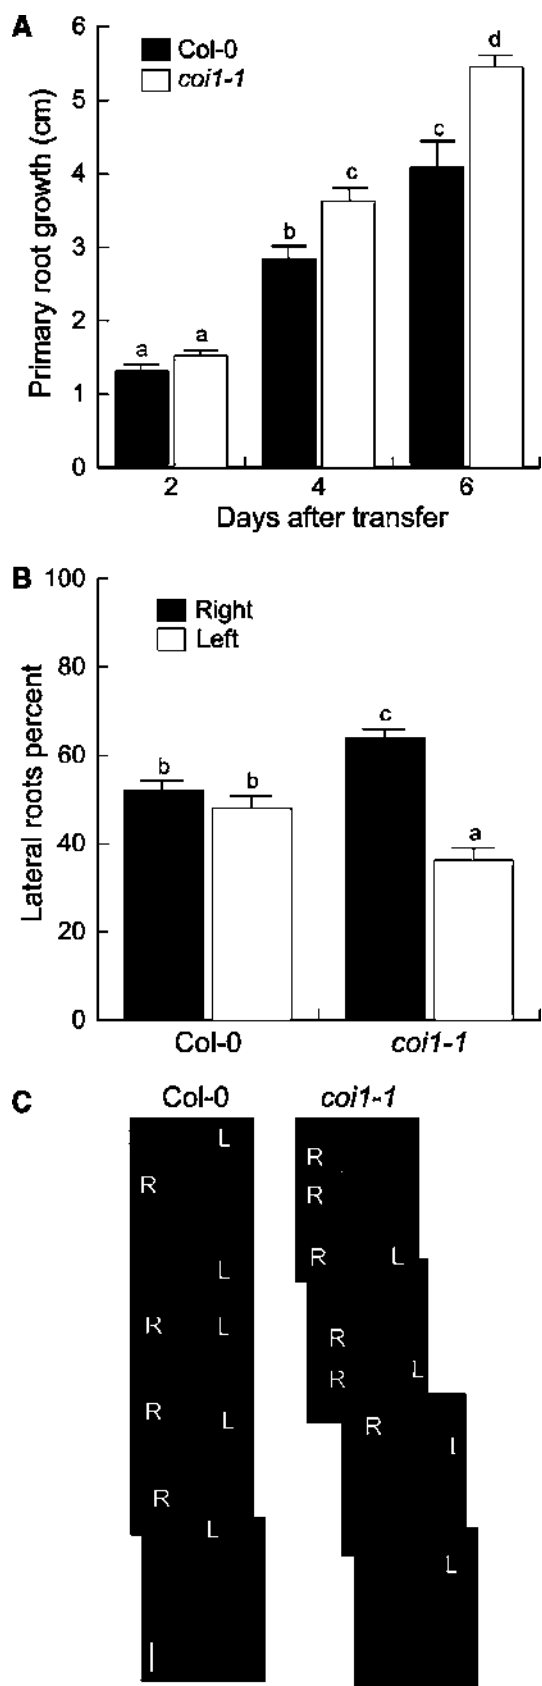 A
6
Col-0
coi1-1
d
5
c
4
c
b
3
2
a
a
1
0
Primary root growth (cm)
2 4 6
Days after transfer
B
100
Right
Left
80
c
60
b
b
40
a
20
0
Lateral roots percent
Col-0 coi1-1
C
Col-0 coi1-1
L
R
L
R L
R
L
R
L
R
R
R L
R
R L
R
L
L